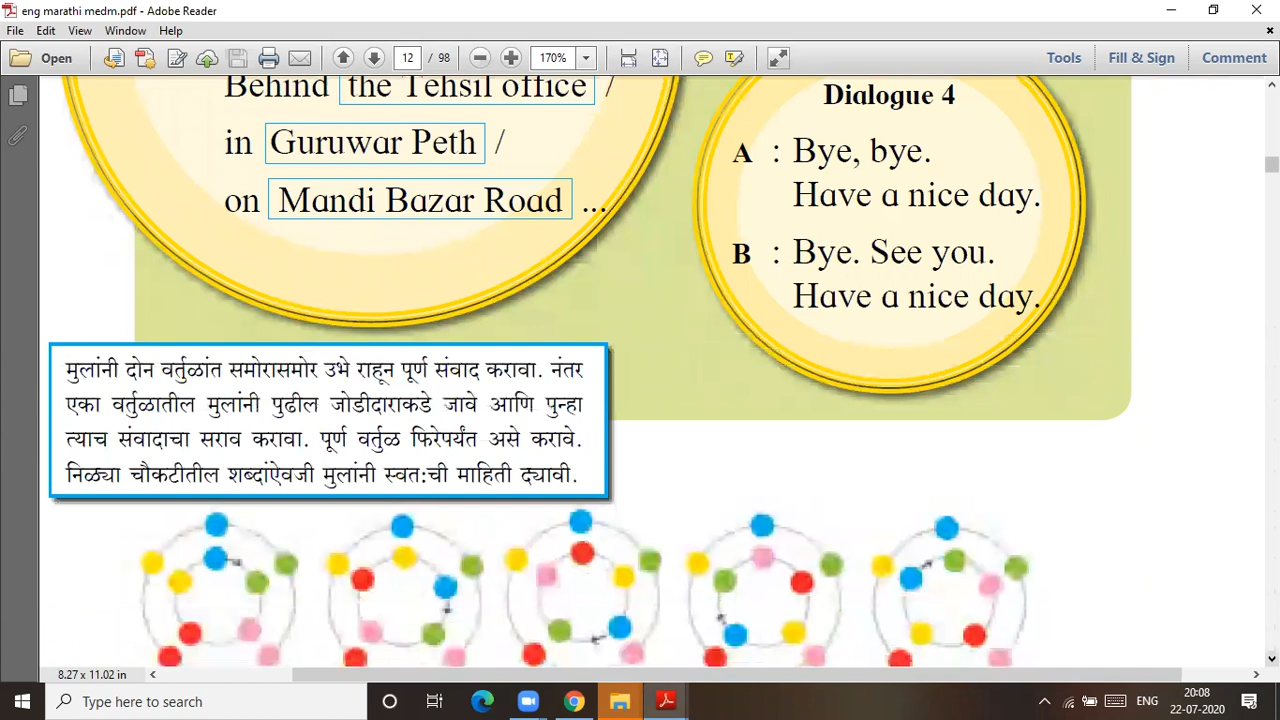 eng marathi medm.pdf - Adobe Reader
File Edit View Window Help
Open 12 / 98 170% Tools Fill & Sign Comment
Behind the Tehsil office /
in Guruwar Peth /
on Mandi Bazar Road ...
Dialogue 4
A : Bye, bye.
Have a nice day.
B : Bye. See you.
Have a nice day.
मुलांनी दोन वर्तुळांत समोरासमोर उभे राहून पूर्ण संवाद करावा. नंतर
एका वर्तुळातील मुलांनी पुढील जोडीदाराकडे जावे आणि पुन्हा
त्याच संवादाचा सराव करावा. पूर्ण वर्तुळ फिरेपर्यंत असे करावे.
निळ्या चौकटीतील शब्दांऐवजी मुलांनी स्वतःची माहिती द्यावी.
8.27 x 11.02 in
Type here to search
ENG
20:08
22-07-2020